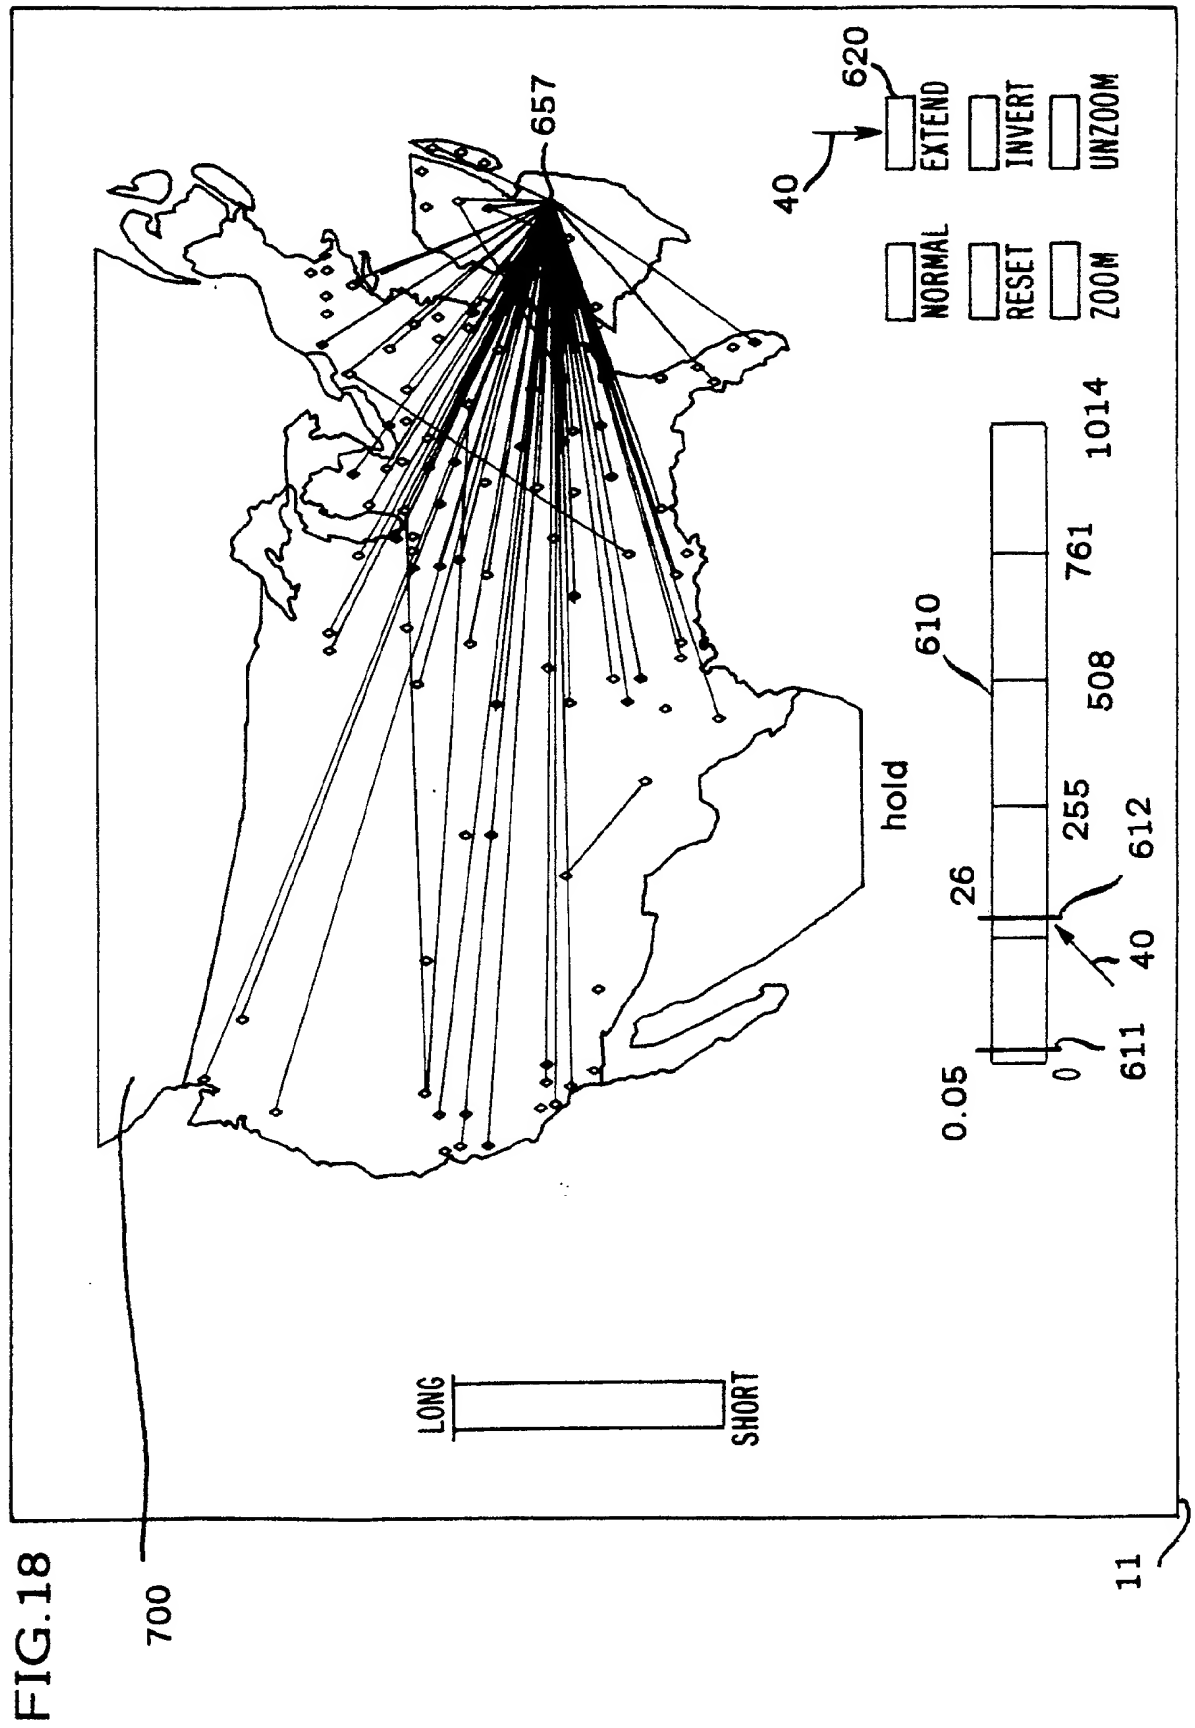 FIG.18
700
657
LONG
SHORT
hold
40
620
NORMAL
EXTEND
RESET
INVERT
ZOOM
UNZOOM
610
0.05
26
0
255
508
761
1014
611
40
612
11